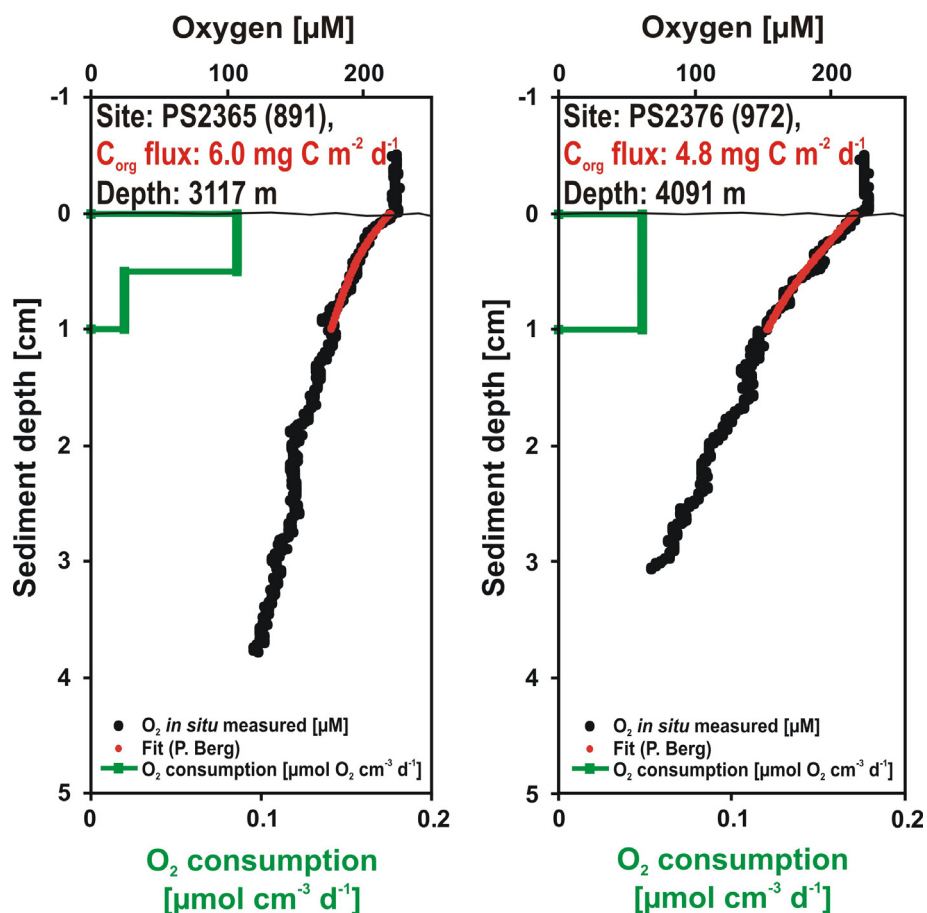 Oxygen [µM]
0 100 200
-1
Site: PS2365 (891),
C_org flux: 6.0 mg C m⁻² d⁻¹
Depth: 3117 m
0
1
2
3
4
5
Sediment depth [cm]
O₂ in situ measured [µM]
Fit (P. Berg)
O₂ consumption [µmol O₂ cm⁻³ d⁻¹]
0 0.1 0.2
O₂ consumption
[µmol cm⁻³ d⁻¹]
Oxygen [µM]
0 100 200
-1
Site: PS2376 (972),
C_org flux: 4.8 mg C m⁻² d⁻¹
Depth: 4091 m
0
1
2
3
4
5
Sediment depth [cm]
O₂ in situ measured [µM]
Fit (P. Berg)
O₂ consumption [µmol O₂ cm⁻³ d⁻¹]
0 0.1 0.2
O₂ consumption
[µmol cm⁻³ d⁻¹]